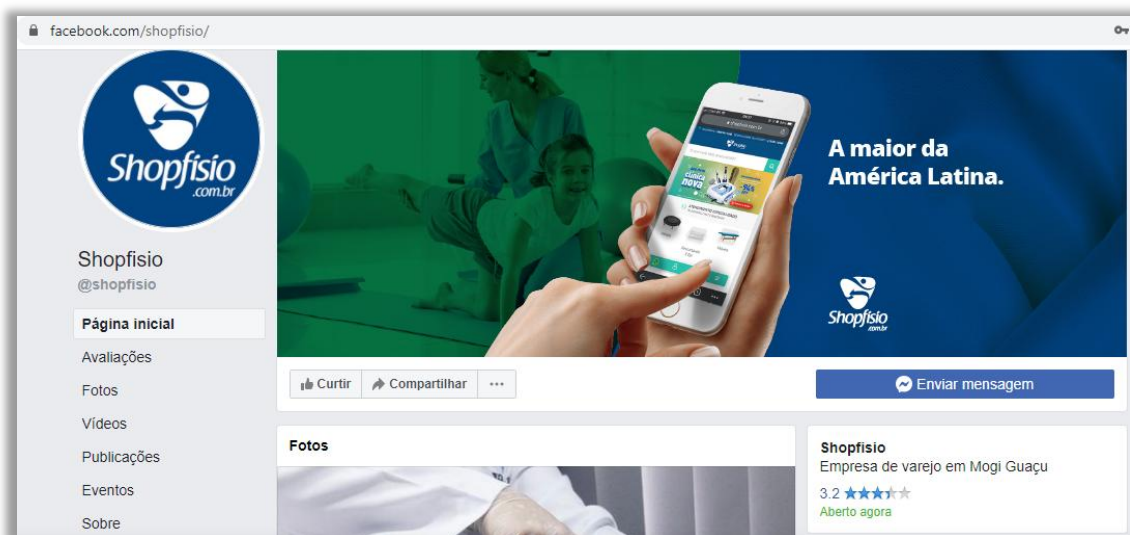 facebook.com/shopfisio/
Shopfisio
.com.br
A maior da
América Latina.
Shopfisio
.com.br
clínica
nova
Shopfisio
@shopfisio
Página inicial
Avaliações
Fotos
Vídeos
Publicações
Eventos
Sobre
Curtir
Compartilhar
Enviar mensagem
Fotos
Shopfisio
Empresa de varejo em Mogi Guaçu
3.2
Aberto agora